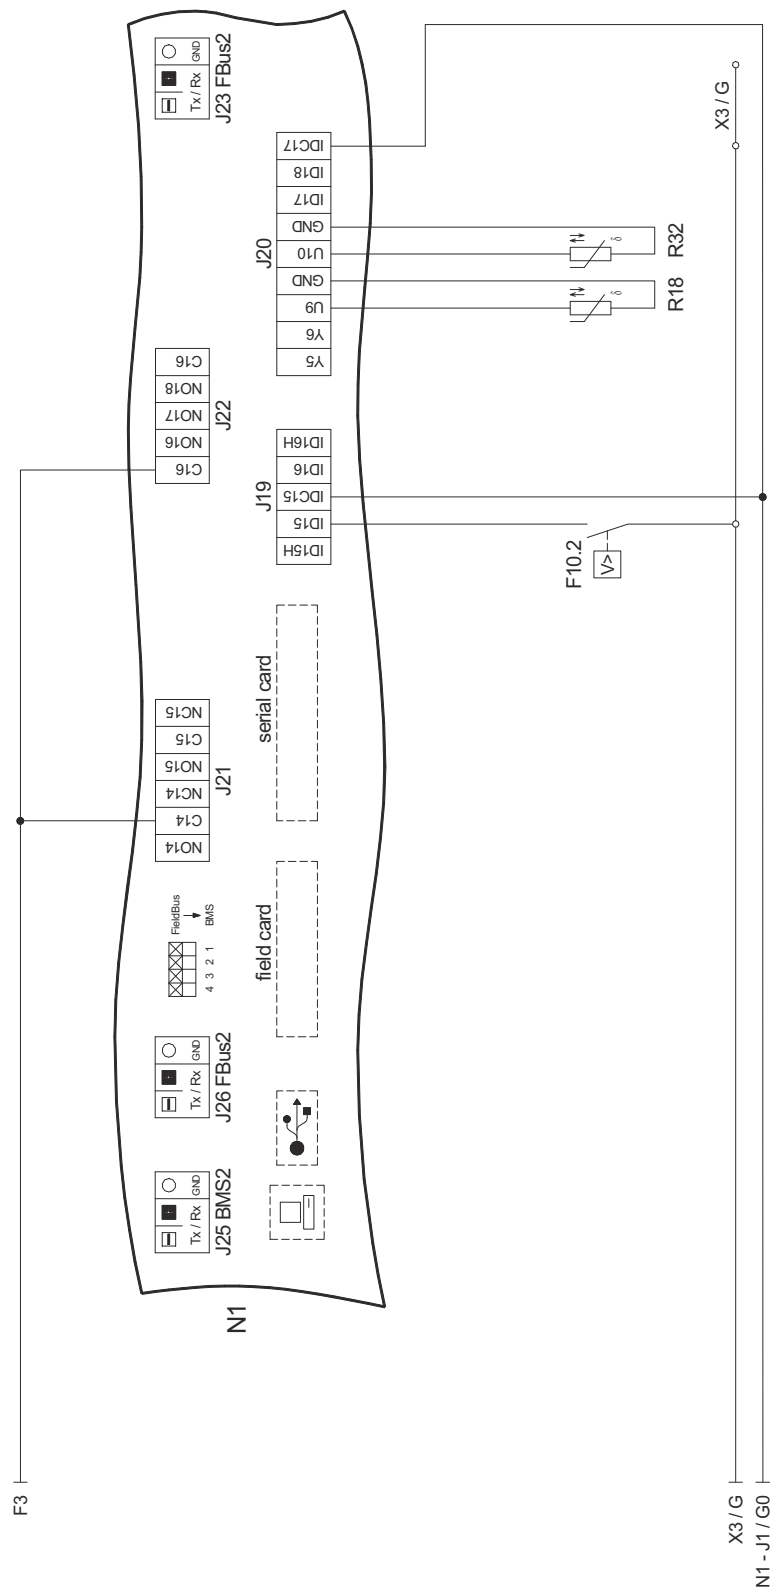 F3
N1
J25 BMS2
Tx / Rx
GND
J26 FBus2
Tx / Rx
GND
4 3 2 1
FieldBus
BMS
NO14
C14
NC14
NO15
C15
NC15
J21
C16
NO16
NO17
NO18
C16
J22
J23 FBus2
Tx / Rx
GND
field card
serial card
J19
ID15H
ID15
IDC15
ID16
ID16H
J20
Y5
Y6
U9
GND
U10
GND
ID17
ID18
IDC17
F10.2
V>
R18
R32
X3 / G
X3 / G
N1 - J1 / G0